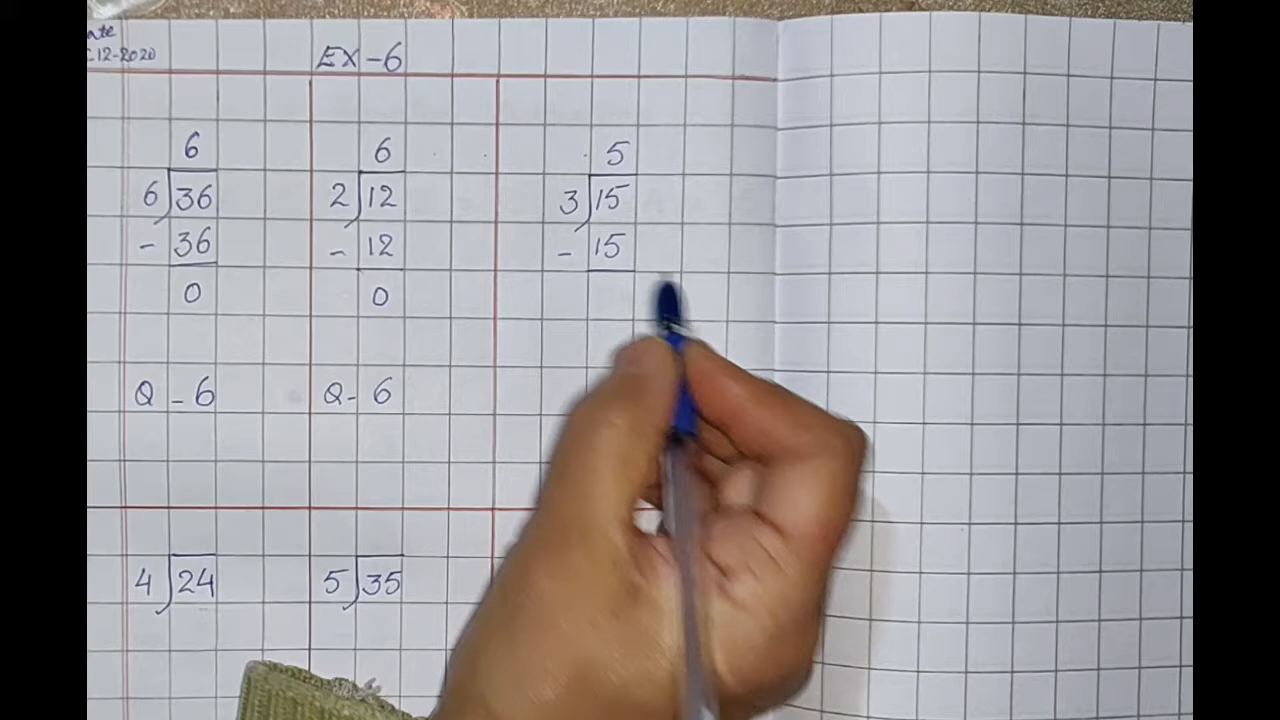 ate
12-2020
EX-6
6 6 5
6)36 2)12 3)15
- 36 - 12 - 15
0 0
Q - 6 Q - 6
4)24 5)35